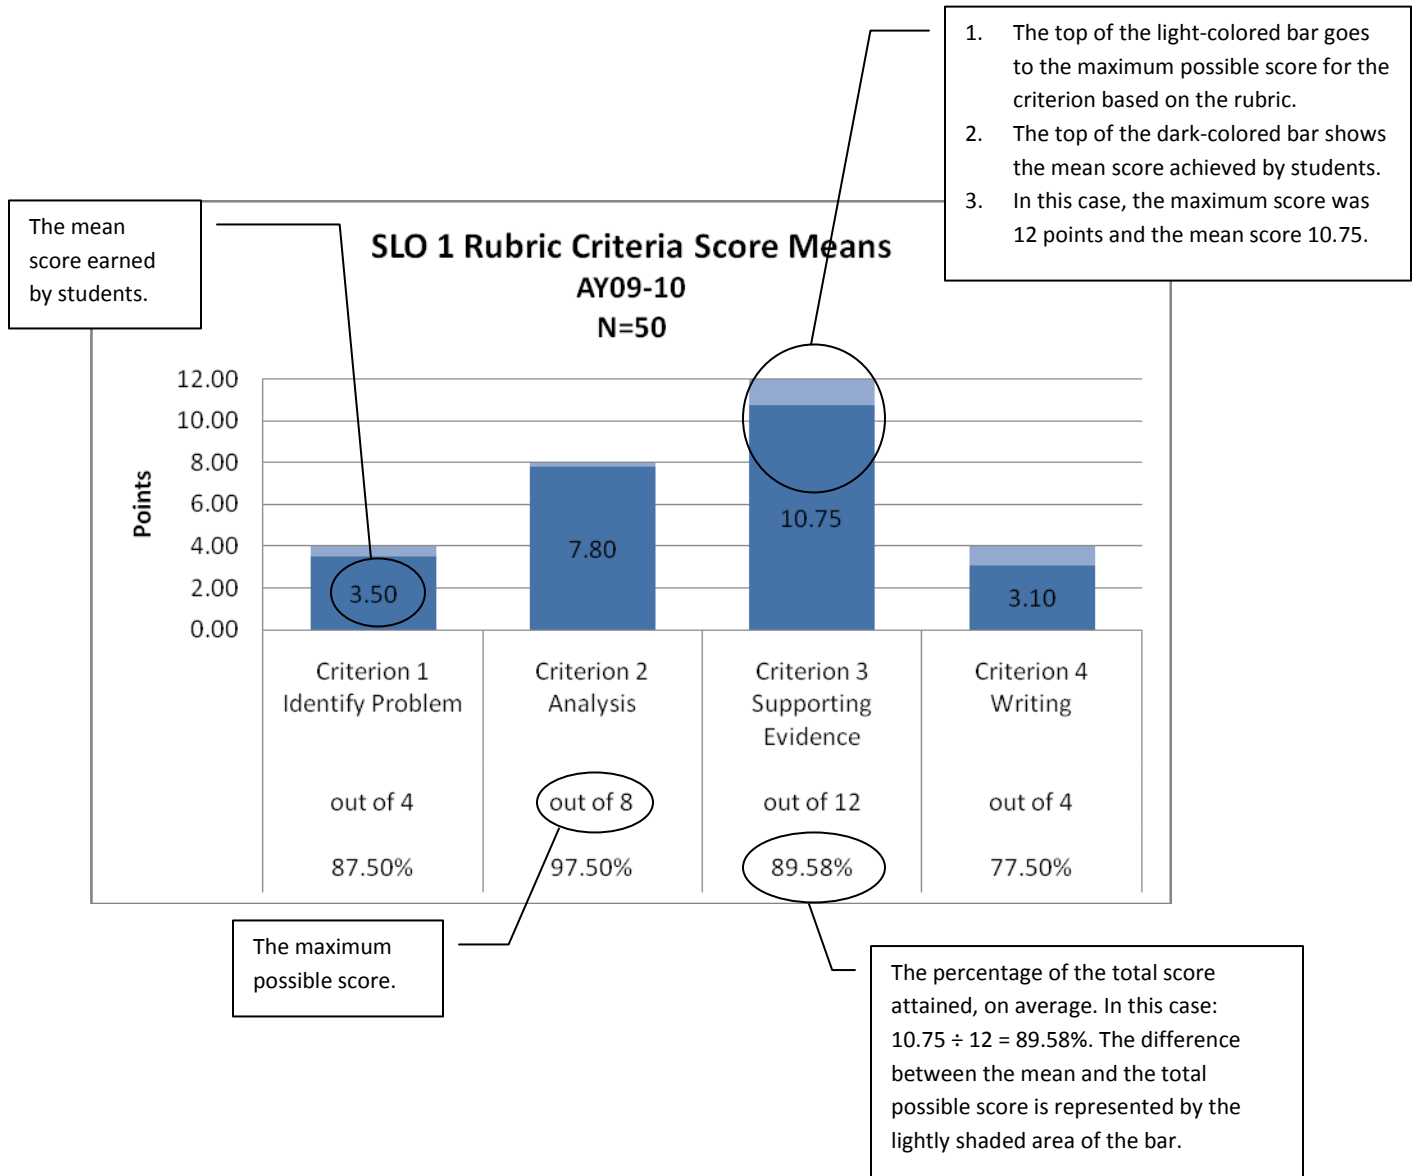 1. The top of the light-colored bar goes
to the maximum possible score for the
criterion based on the rubric.
2. The top of the dark-colored bar shows
the mean score achieved by students.
3. In this case, the maximum score was
12 points and the mean score 10.75.
The mean
score earned
by students.
SLO 1 Rubric Criteria Score Means
AY09-10
N=50
Points
12.00
10.00
8.00
6.00
4.00
2.00
0.00
3.50
7.80
10.75
3.10
Criterion 1
Identify Problem
out of 4
87.50%
Criterion 2
Analysis
out of 8
97.50%
Criterion 3
Supporting
Evidence
out of 12
89.58%
Criterion 4
Writing
out of 4
77.50%
The maximum
possible score.
The percentage of the total score
attained, on average. In this case:
10.75 ÷ 12 = 89.58%. The difference
between the mean and the total
possible score is represented by the
lightly shaded area of the bar.